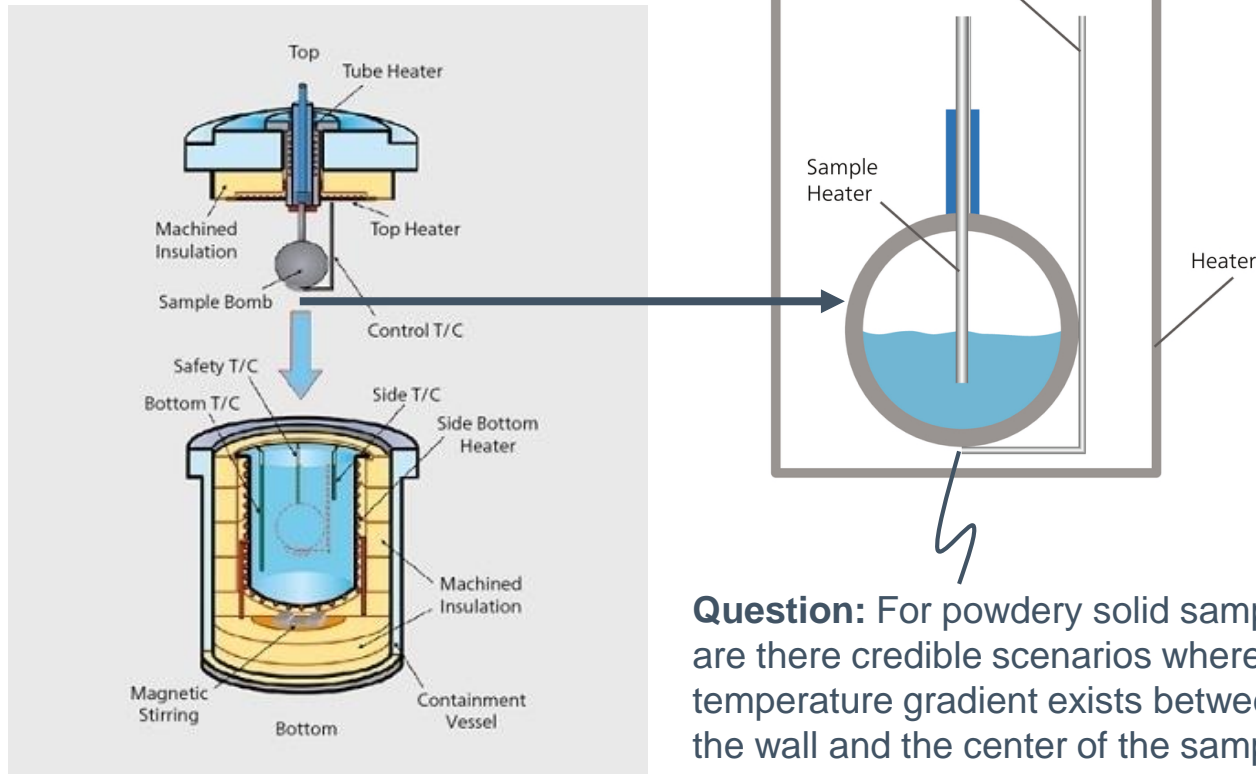 Top
Tube Heater
Machined
Insulation
Top Heater
Sample Bomb
Control T/C
Safety T/C
Bottom T/C
Side T/C
Side Bottom
Heater
Machined
Insulation
Magnetic
Stirring
Containment
Vessel
Bottom
Sample
Heater
Heater
Question: For powdery solid samp
are there credible scenarios where
temperature gradient exists betwee
the wall and the center of the samp